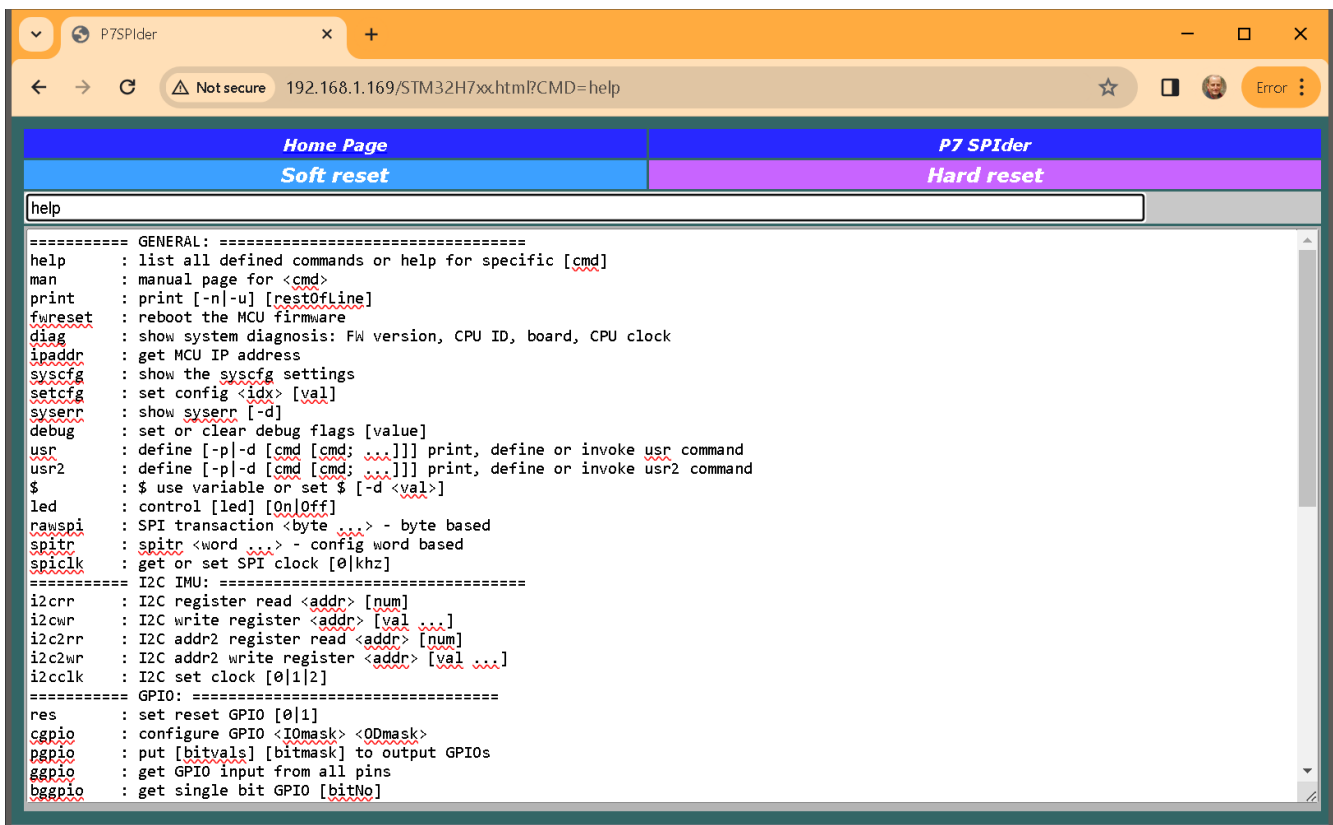 P7SPIder
Not secure 192.168.1.169/STM32H7xx.html?CMD=help Error
Home Page P7 SPIder
Soft reset Hard reset
help
=========== GENERAL: ==================================
help : list all defined commands or help for specific [cmd]
man : manual page for <cmd>
print : print [-n|-u] [restOfLine]
fwreset : reboot the MCU firmware
diag : show system diagnosis: FW version, CPU ID, board, CPU clock
ipaddr : get MCU IP address
syscfg : show the syscfg settings
setcfg : set config <idx> [val]
syserr : show syserr [-d]
debug : set or clear debug flags [value]
usr : define [-p|-d [cmd [cmd; ...]]] print, define or invoke usr command
usr2 : define [-p|-d [cmd [cmd; ...]]] print, define or invoke usr2 command
$ : $ use variable or set $ [-d <val>]
led : control [led] [On|Off]
rawspi : SPI transaction <byte ...> - byte based
spitr : spitr <word ...> - config word based
spiclk : get or set SPI clock [0|khz]
=========== I2C IMU: ==================================
i2crr : I2C register read <addr> [num]
i2cwr : I2C write register <addr> [val ...]
i2c2rr : I2C addr2 register read <addr> [num]
i2c2wr : I2C addr2 write register <addr> [val ...]
i2cclk : I2C set clock [0|1|2]
=========== GPIO: ==================================
res : set reset GPIO [0|1]
cgpio : configure GPIO <IOmask> <ODmask>
pgpio : put [bitvals] [bitmask] to output GPIOs
ggpio : get GPIO input from all pins
bggpio : get single bit GPIO [bitNo]